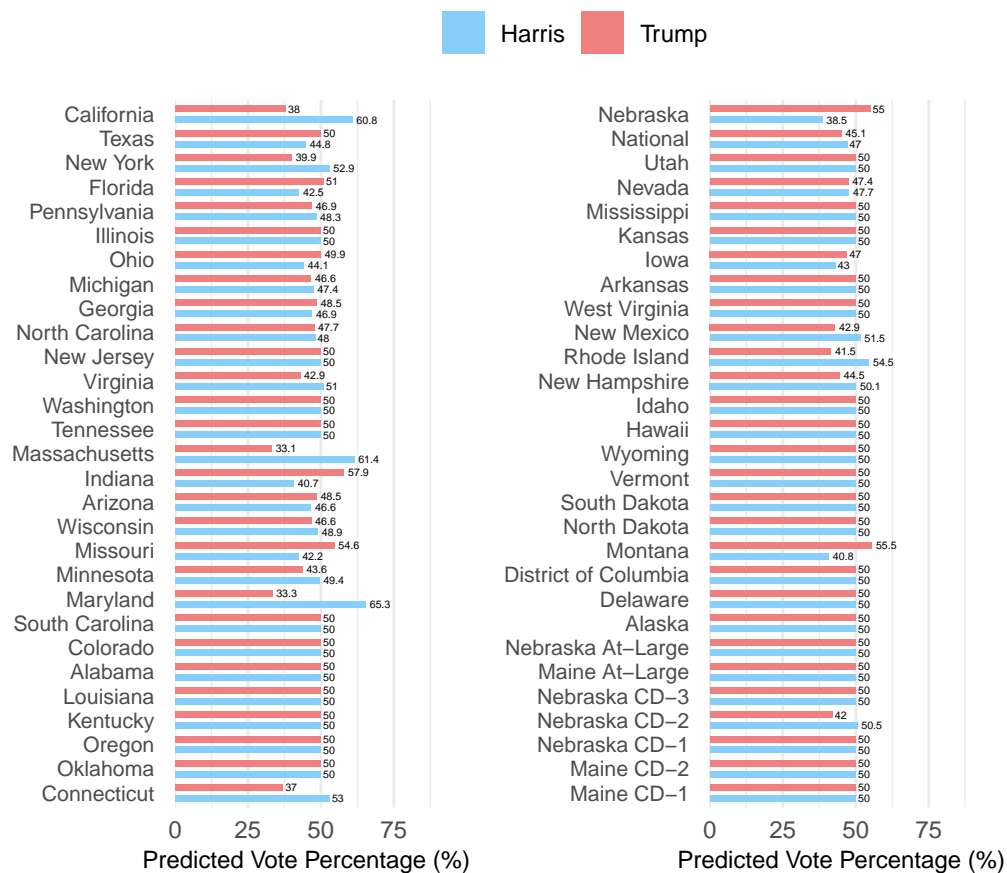 Harris Trump
California 38 60.8
Texas 50 44.8
New York 39.9 52.9
Florida 51 42.5
Pennsylvania 46.9 48.3
Illinois 50 50
Ohio 49.9 44.1
Michigan 46.6 47.4
Georgia 48.5 46.9
North Carolina 47.7 48
New Jersey 50 50
Virginia 42.9 51
Washington 50 50
Tennessee 50 50
Massachusetts 33.1 61.4
Indiana 57.9 40.7
Arizona 48.5 46.6
Wisconsin 46.6 48.9
Missouri 54.6 42.2
Minnesota 43.6 49.4
Maryland 33.3 65.3
South Carolina 50 50
Colorado 50 50
Alabama 50 50
Louisiana 50 50
Kentucky 50 50
Oregon 50 50
Oklahoma 50 50
Connecticut 37 53
0 25 50 75
Predicted Vote Percentage (%)
Nebraska 55 38.5
National 45.1 47
Utah 50 50
Nevada 47.4 47.7
Mississippi 50 50
Kansas 50 50
Iowa 47 43
Arkansas 50 50
West Virginia 50 50
New Mexico 42.9 51.5
Rhode Island 41.5 54.5
New Hampshire 44.5 50.1
Idaho 50 50
Hawaii 50 50
Wyoming 50 50
Vermont 50 50
South Dakota 50 50
North Dakota 50 50
Montana 55.5 40.8
District of Columbia 50 50
Delaware 50 50
Alaska 50 50
Nebraska At−Large 50 50
Maine At−Large 50 50
Nebraska CD−3 50 50
Nebraska CD−2 42 50.5
Nebraska CD−1 50 50
Maine CD−2 50 50
Maine CD−1 50 50
0 25 50 75
Predicted Vote Percentage (%)